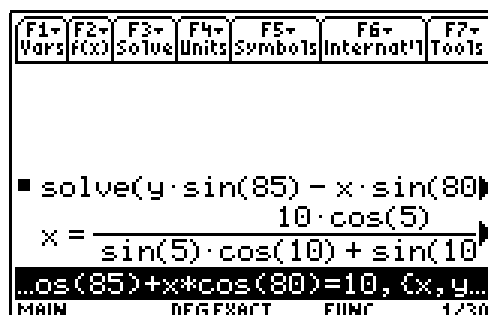 F1 F2 F3 F4 F5 F6 F7
Vars f(x) Solve Units Symbols Internat'l Tools
solve(y·sin(85) - x·sin(80
10·cos(5)
x =
sin(5)·cos(10) + sin(10
…os(85)+x*cos(80)=10, {x,y…
MAIN DEG EXACT FUNC 1/30